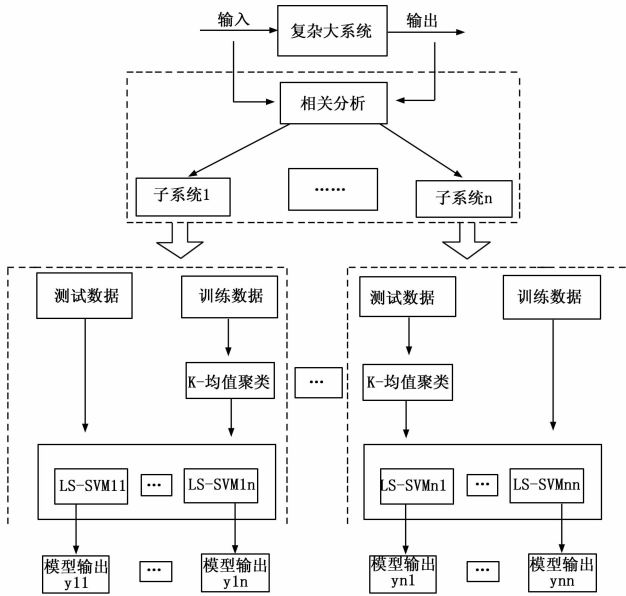 输入
复杂大系统
输出
相关分析
子系统1
......
子系统n
测试数据
训练数据
测试数据
训练数据
K-均值聚类
...
K-均值聚类
LS-SVM11
...
LS-SVM1n
LS-SVMn1
...
LS-SVMnn
模型输出
y11
...
模型输出
y1n
模型输出
yn1
...
模型输出
ynn